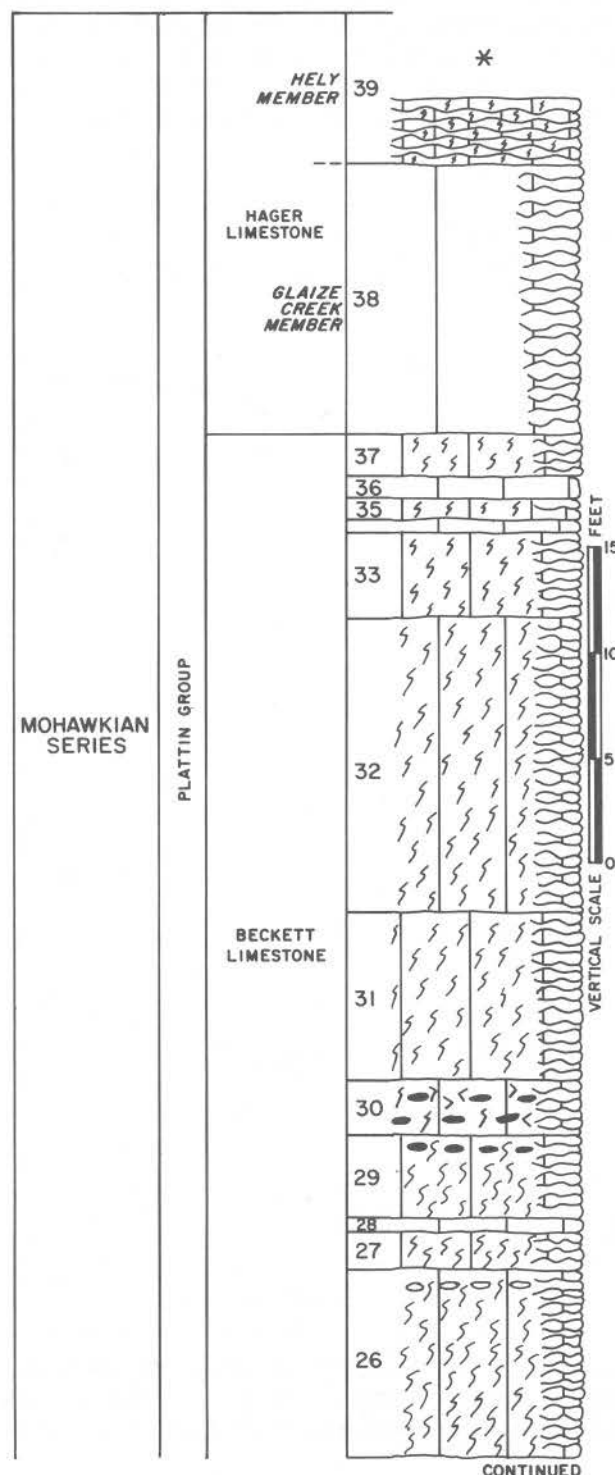 HELY
MEMBER
39
*
HAGER
LIMESTONE
GLAIZE
CREEK
MEMBER
38
37
36
35
33
32
31
30
29
28
27
26
MOHAWKIAN
SERIES
PLATTIN GROUP
BECKETT
LIMESTONE
FEET
15
10
5
0
VERTICAL SCALE
CONTINUED